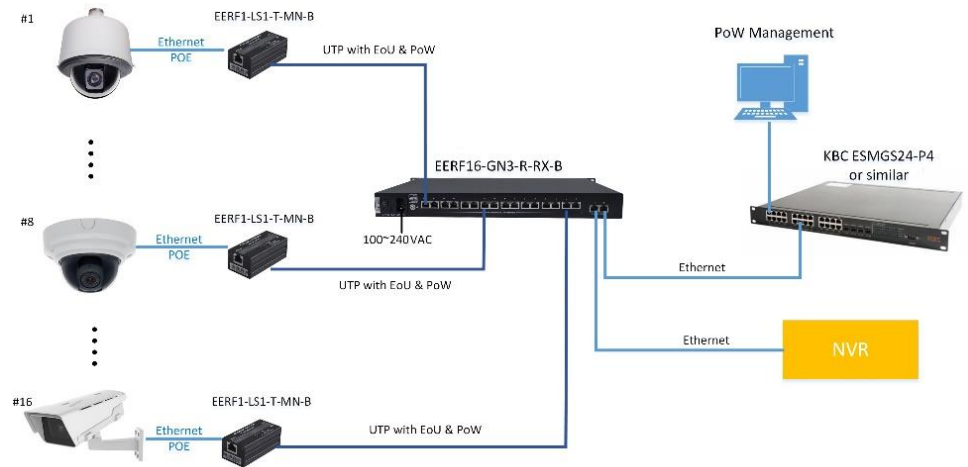 #1
EERF1-LS1-T-MN-B
Ethernet
POE
UTP with EoU & PoW
PoW Management
KBC ESMGS24-P4
or similar
EERF16-GN3-R-RX-B
100~240VAC
#8
EERF1-LS1-T-MN-B
Ethernet
POE
UTP with EoU & PoW
Ethernet
Ethernet
NVR
#16
EERF1-LS1-T-MN-B
Ethernet
POE
UTP with EoU & PoW